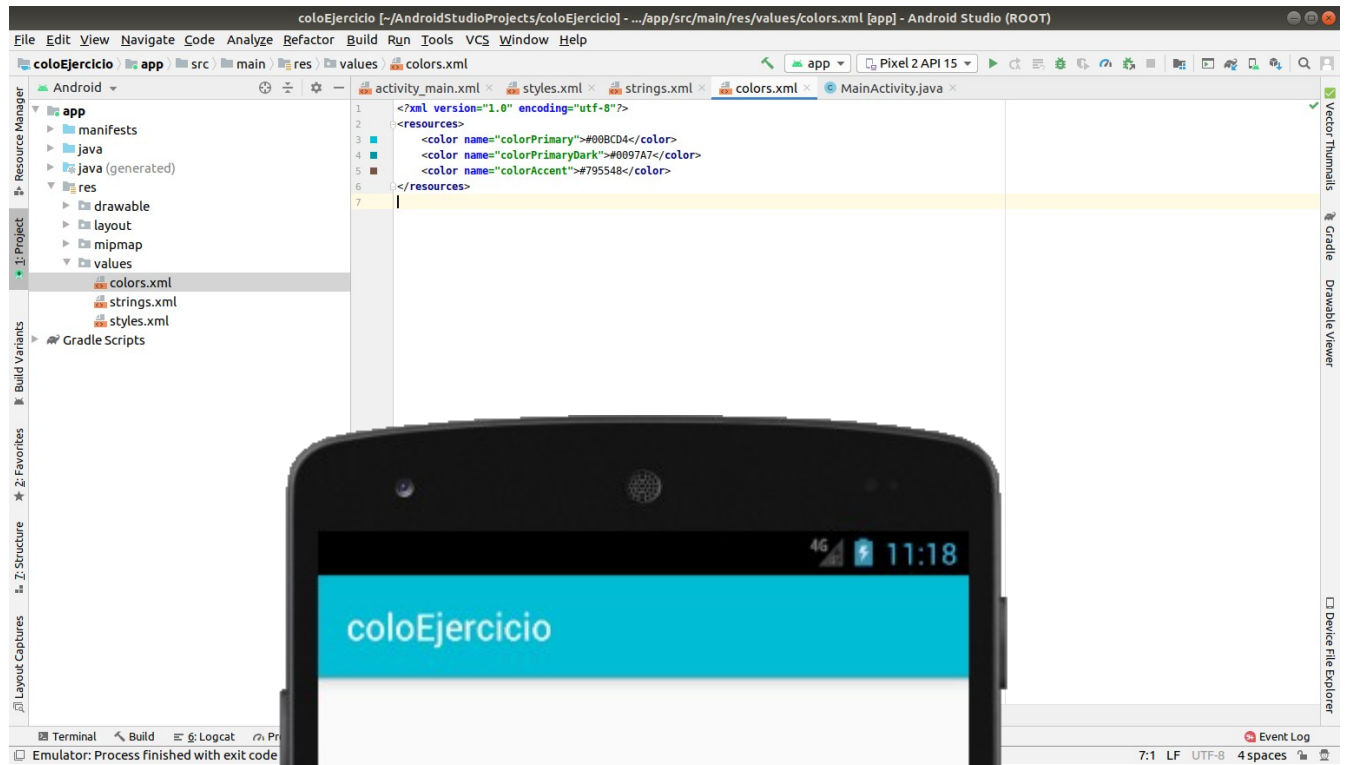 coloEjercicio [~/AndroidStudioProjects/coloEjercicio] - .../app/src/main/res/values/colors.xml [app] - Android Studio (ROOT)
File Edit View Navigate Code Analyze Refactor Build Run Tools VCS Window Help
coloEjercicio app src main res values colors.xml app Pixel 2 API 15
Android activity_main.xml styles.xml strings.xml colors.xml MainActivity.java
app
manifests
java
java (generated)
res
drawable
layout
mipmap
values
colors.xml
strings.xml
styles.xml
Gradle Scripts
1 <?xml version="1.0" encoding="utf-8"?>
2 <resources>
3 <color name="colorPrimary">#00BCD4</color>
4 <color name="colorPrimaryDark">#0097A7</color>
5 <color name="colorAccent">#795548</color>
6 </resources>
7
Resource Manager
1: Project
Build Variants
2: Favorites
7: Structure
Layout Captures
Vector Thumnails
Gradle
Drawable Viewer
Device File Explorer
4G 11:18
coloEjercicio
Terminal Build 6: Logcat Pr
Event Log
Emulator: Process finished with exit code
7:1 LF UTF-8 4 spaces